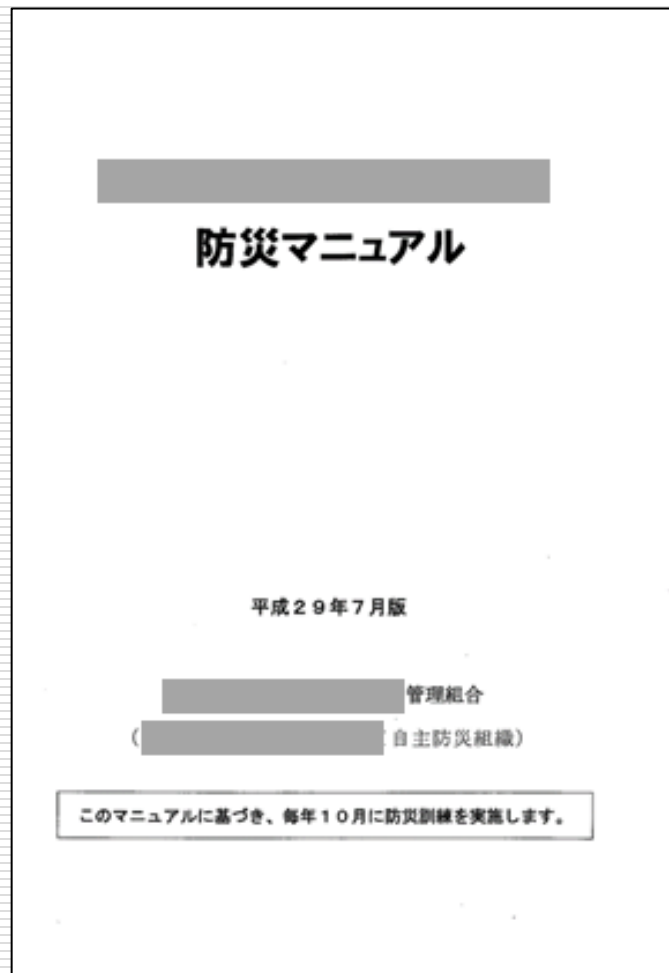 防災マニュアル
平成29年7月版
管理組合
(自主防災組織)
このマニュアルに基づき、毎年10月に防災訓練を実施します。